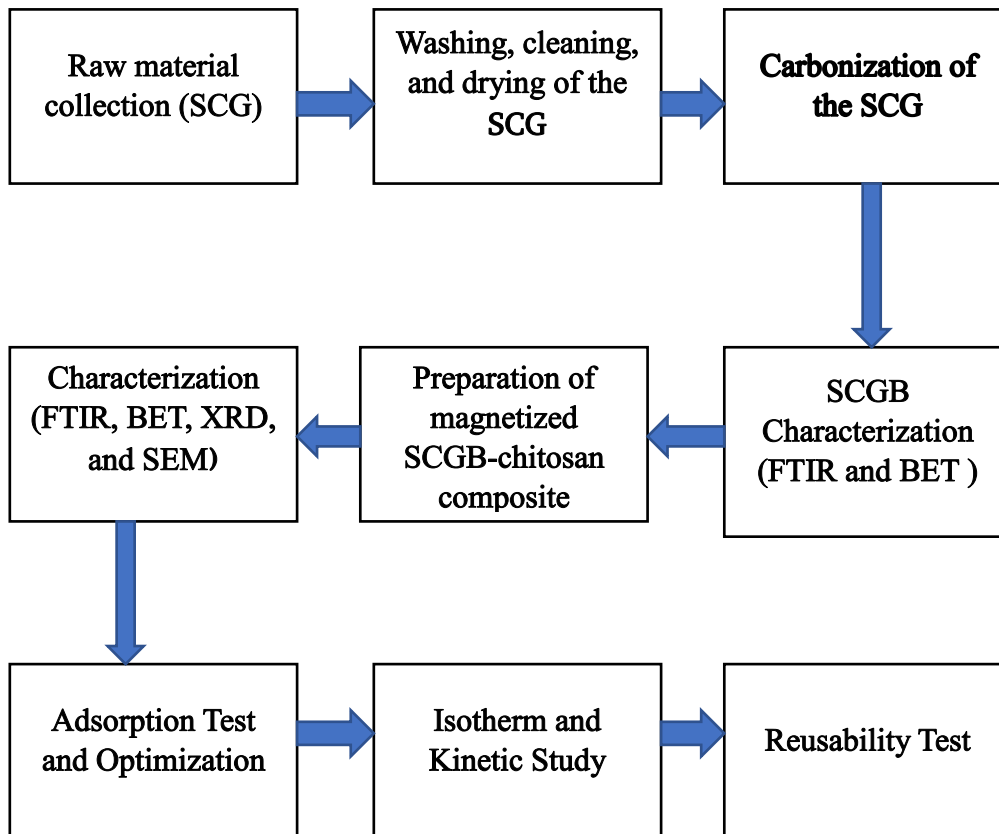 Raw material
collection (SCG)
Washing, cleaning,
and drying of the
SCG
Carbonization of
the SCG
Characterization
(FTIR, BET, XRD,
and SEM)
Preparation of
magnetized
SCGB-chitosan
composite
SCGB
Characterization
(FTIR and BET )
Adsorption Test
and Optimization
Isotherm and
Kinetic Study
Reusability Test